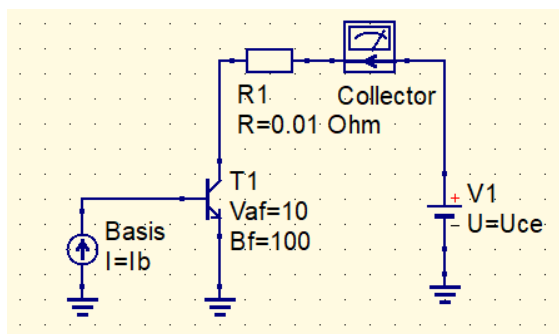 R1
R=0.01 Ohm
Collector
T1
Vaf=10
Bf=100
+
V1
U=Uce
−
Basis
I=Ib